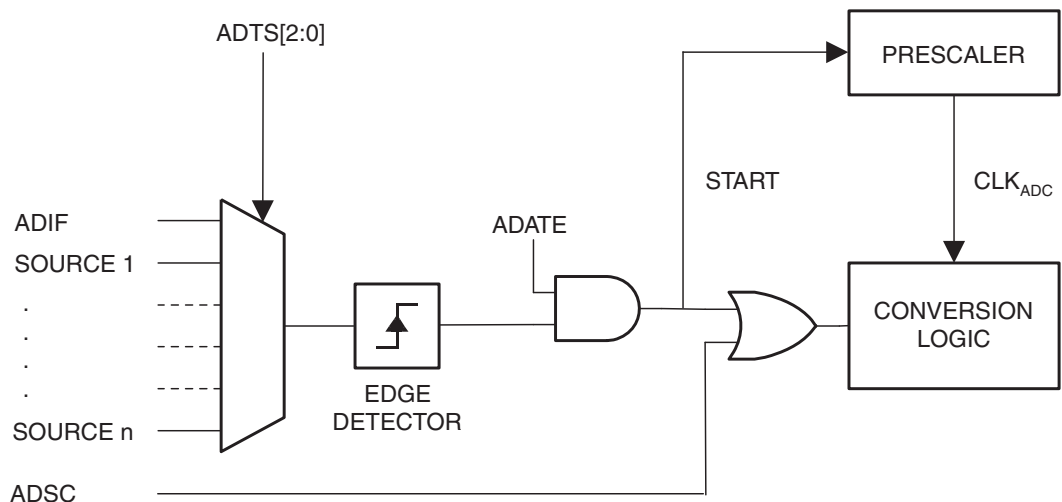 ADTS[2:0]
PRESCALER
START
CLKADC
ADIF
ADATE
SOURCE 1
.
.
.
.
CONVERSION
LOGIC
EDGE
DETECTOR
SOURCE n
ADSC